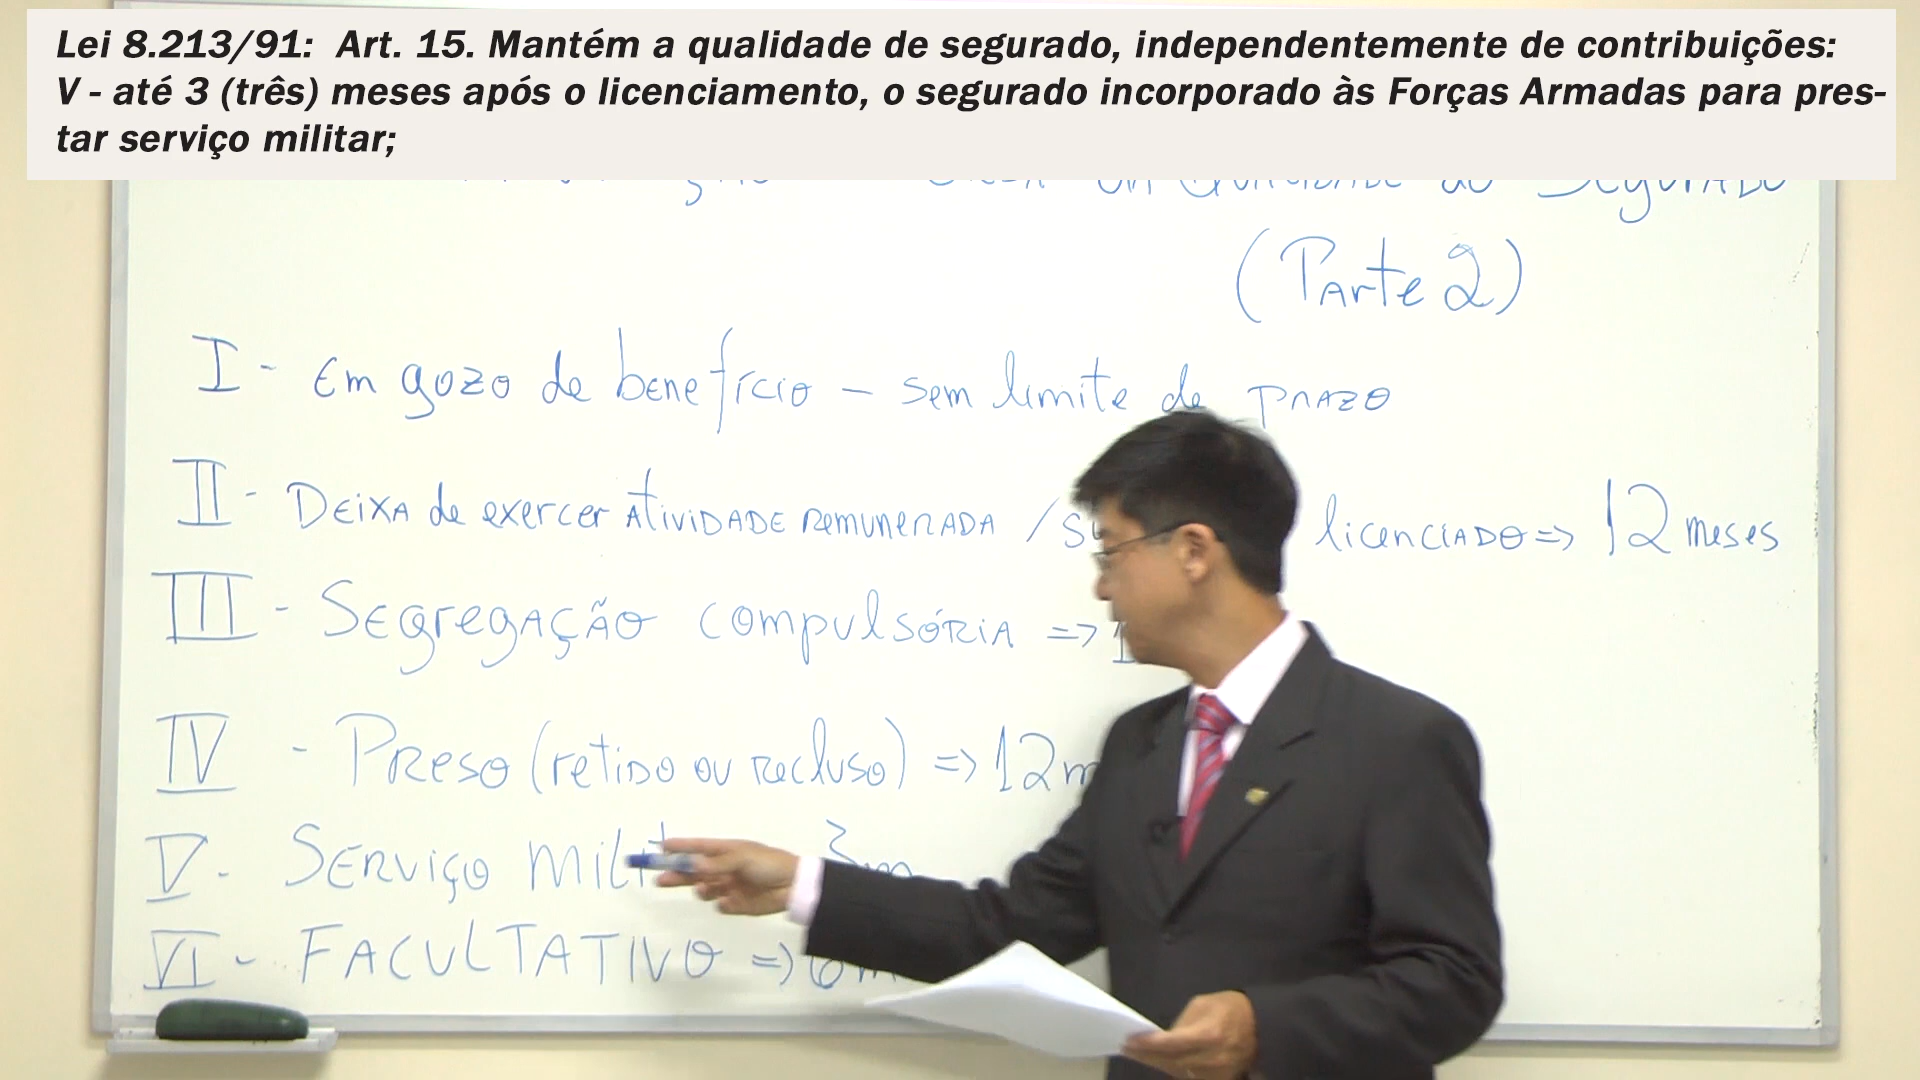 Lei 8.213/91: Art. 15. Mantém a qualidade de segurado, independentemente de contribuições:
V - até 3 (três) meses após o licenciamento, o segurado incorporado às Forças Armadas para pres-
tar serviço militar;
Segurado
(Parte 2)
I - Em gozo de benefício - sem limite de prazo
II - Deixa de exercer atividade remunerada / licenciado => 12 meses
III - Segregação compulsória =>
IV - Preso (retido ou recluso) => 12 m
V - Serviço 3m
VI - FACULTATIVO => 6m